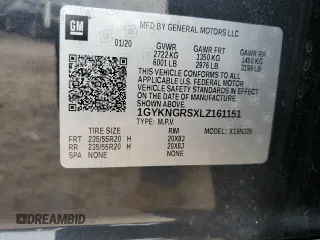 GM
MFD BY GENERAL MOTORS LLC
01/20
GVWR GAWR FRT GAWR RR
2722 KG 1350 KG 1450 KG
6001 LB 2976 LB 3196 LB
THIS VEHICLE CONFORMS TO ALL
APPLICABLE U.S. FEDERAL MOTOR
VEHICLE SAFETY STANDARDS IN
EFFECT ON THE DATE OF
MANUFACTURE SHOWN ABOVE.
1GYKNGRSXLZ161151
TYPE: M.P.V. MODEL:
TIRE SIZE RIM
FRT 235/55R20 H 20X8J
RR 235/55R20 H 20X8J
SPA NONE NONE
© BIDFAX.INFO